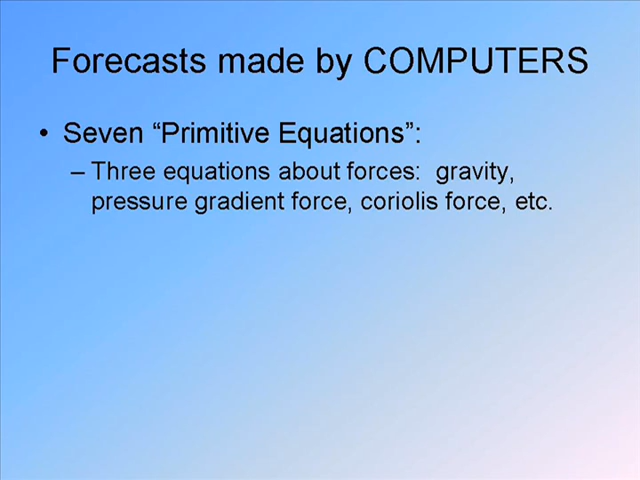 Forecasts made by COMPUTERS
• Seven “Primitive Equations”:
– Three equations about forces:  gravity,
pressure gradient force, coriolis force, etc.